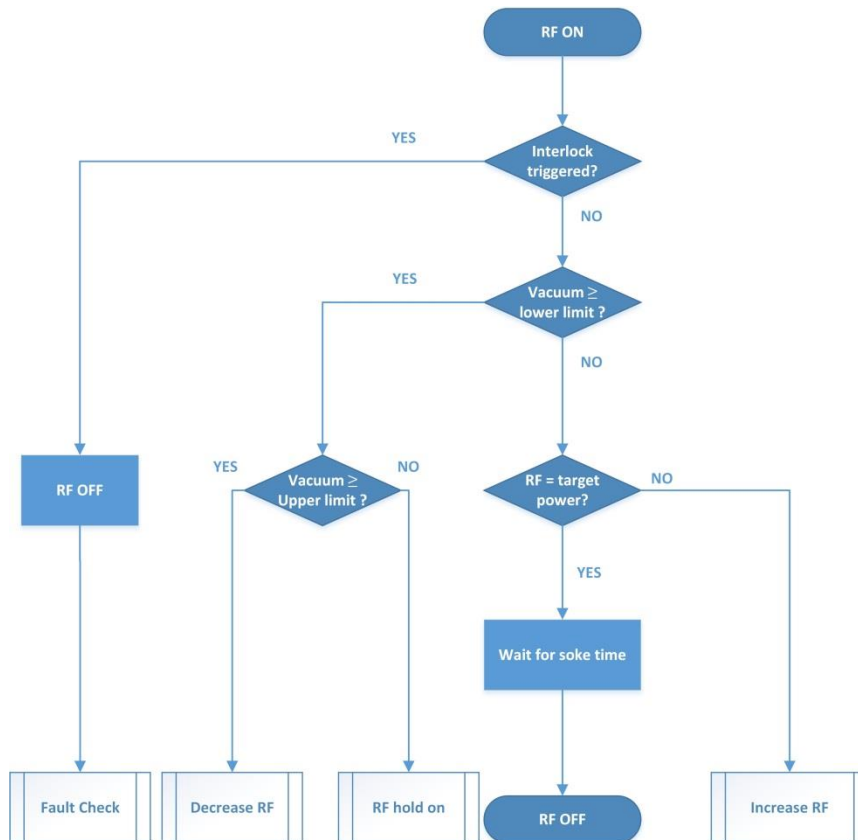 RF ON
YES
Interlock
triggered?
NO
YES
Vacuum ≥
lower limit ?
NO
RF OFF
YES
Vacuum ≥
Upper limit ?
NO
RF = target
power?
NO
YES
Wait for soke time
Fault Check
Decrease RF
RF hold on
RF OFF
Increase RF